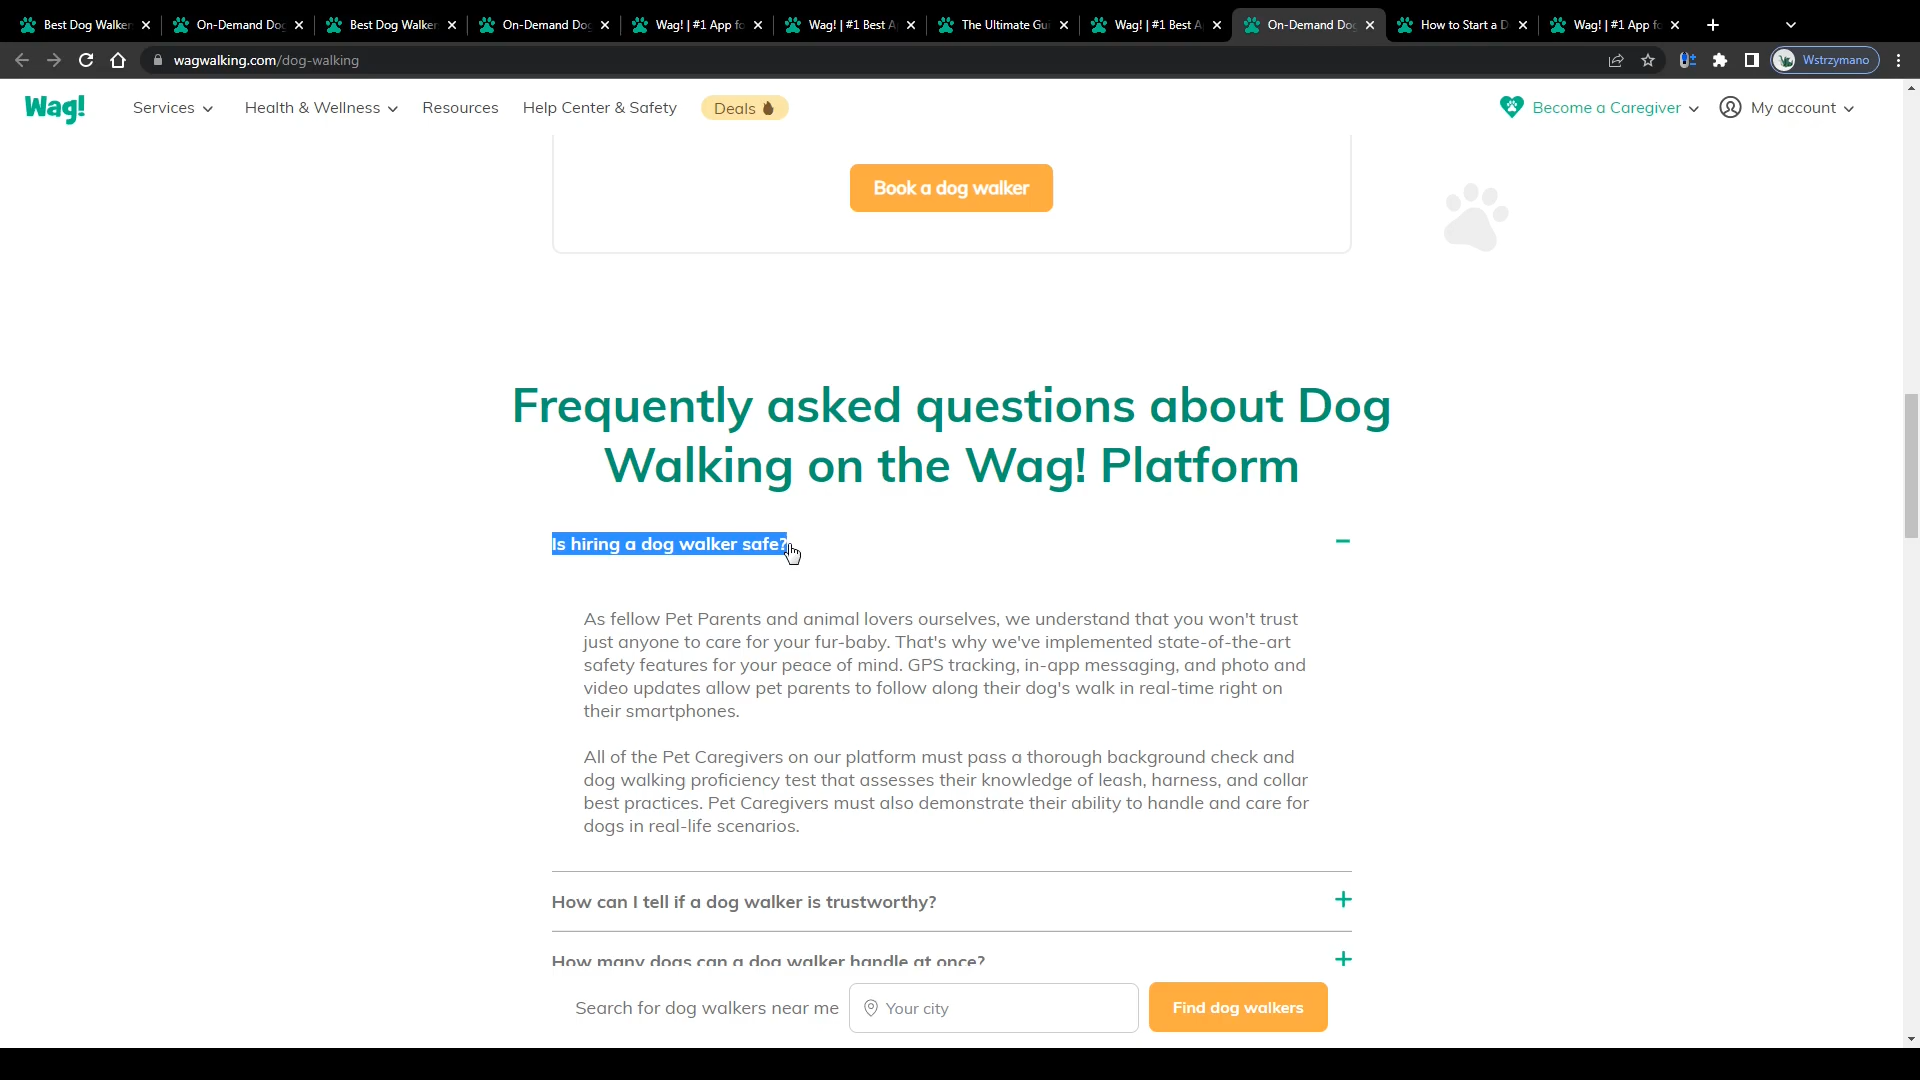 Best Dog Walker
On-Demand Dog
Best Dog Walker
On-Demand Dog
Wag! | #1 App fo
Wag! | #1 Best A
The Ultimate Gui
Wag! | #1 Best A
On-Demand Dog
How to Start a D
Wag! | #1 App fo
wagwalking.com/dog-walking
Wstrzymano
Wag!
Services
Health & Wellness
Resources
Help Center & Safety
Deals
Become a Caregiver
My account
Book a dog walker
Frequently asked questions about Dog
Walking on the Wag! Platform
Is hiring a dog walker safe?
As fellow Pet Parents and animal lovers ourselves, we understand that you won't trust
just anyone to care for your fur-baby. That's why we've implemented state-of-the-art
safety features for your peace of mind. GPS tracking, in-app messaging, and photo and
video updates allow pet parents to follow along their dog's walk in real-time right on
their smartphones.
All of the Pet Caregivers on our platform must pass a thorough background check and
dog walking proficiency test that assesses their knowledge of leash, harness, and collar
best practices. Pet Caregivers must also demonstrate their ability to handle and care for
dogs in real-life scenarios.
How can I tell if a dog walker is trustworthy?
How many dogs can a dog walker handle at once?
Search for dog walkers near me
Your city
Find dog walkers